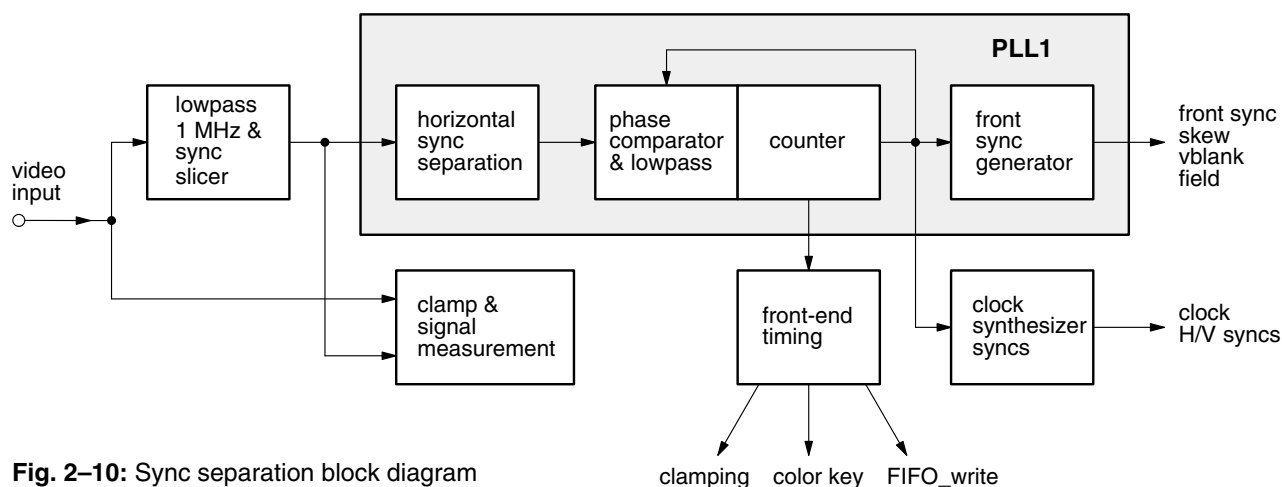 PLL1
lowpass
1 MHz &
sync
slicer
horizontal
sync
separation
phase
comparator
& lowpass
counter
front
sync
generator
front sync
skew
vblank
field
video
input
clamp &
signal
measurement
front-end
timing
clock
synthesizer
syncs
clock
H/V syncs
clamping
color key
FIFO_write
Fig. 2–10: Sync separation block diagram